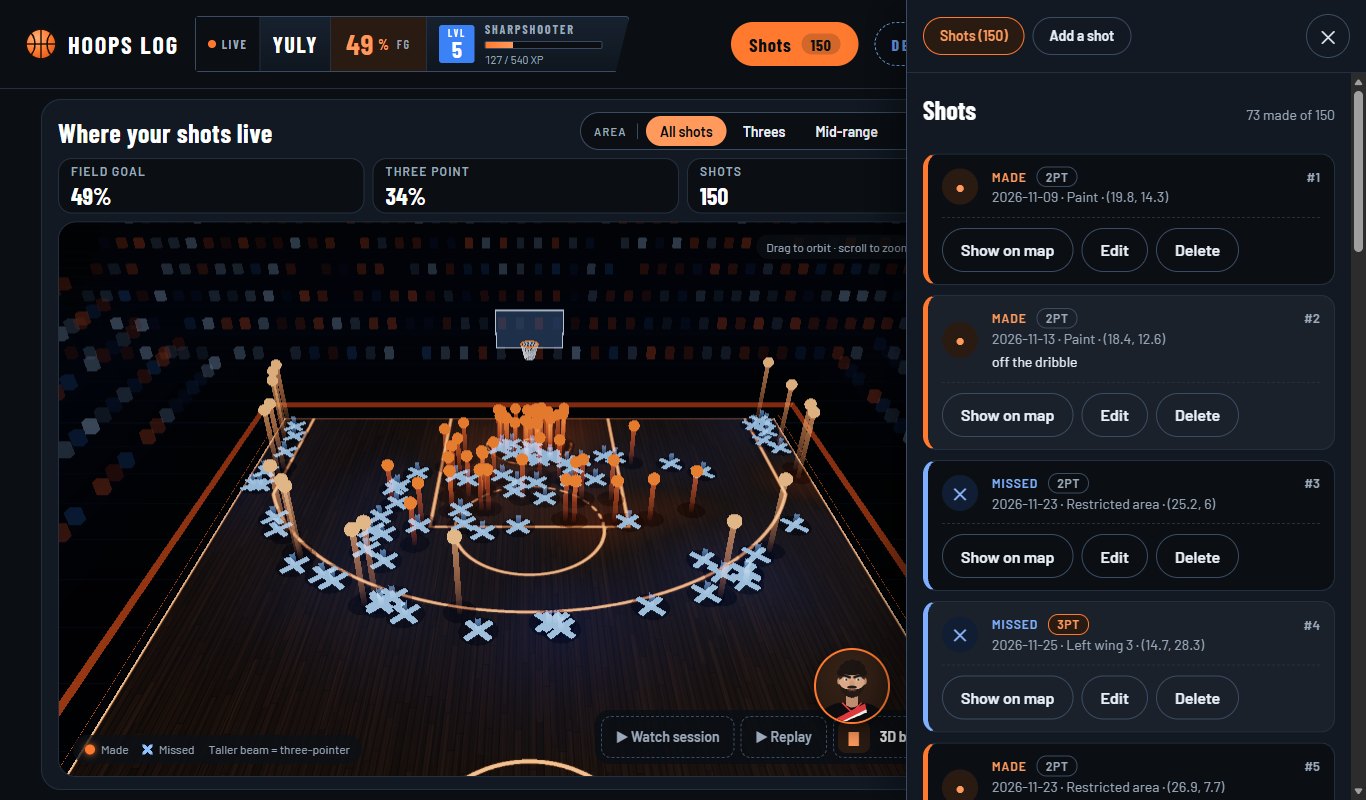 HOOPS LOG
LIVE
YULY
49 % FG
LVL
5
SHARPSHOOTER
127 / 540 XP
Shots 150
DE
Where your shots live
AREA
All shots
Threes
Mid-range
FIELD GOAL
49%
THREE POINT
34%
SHOTS
150
Drag to orbit · scroll to zoom
Made
Missed
Taller beam = three-pointer
Watch session
Replay
3D b
Shots (150)
Add a shot
Shots
73 made of 150
MADE 2PT #1
2026-11-09 · Paint · (19.8, 14.3)
Show on map Edit Delete
MADE 2PT #2
2026-11-13 · Paint · (18.4, 12.6)
off the dribble
Show on map Edit Delete
MISSED 2PT #3
2026-11-23 · Restricted area · (25.2, 6)
Show on map Edit Delete
MISSED 3PT #4
2026-11-25 · Left wing 3 · (14.7, 28.3)
Show on map Edit Delete
MADE 2PT #5
2026-11-23 · Restricted area · (26.9, 7.7)